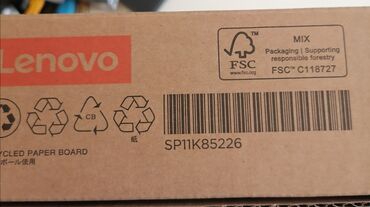 Lenovo
MIX
Packaging | Supporting
responsible forestry
FSC™ C118727
FSC
www.fsc.org
CB
紙
SP11K85226
YCLED PAPER BOARD
ボール使用